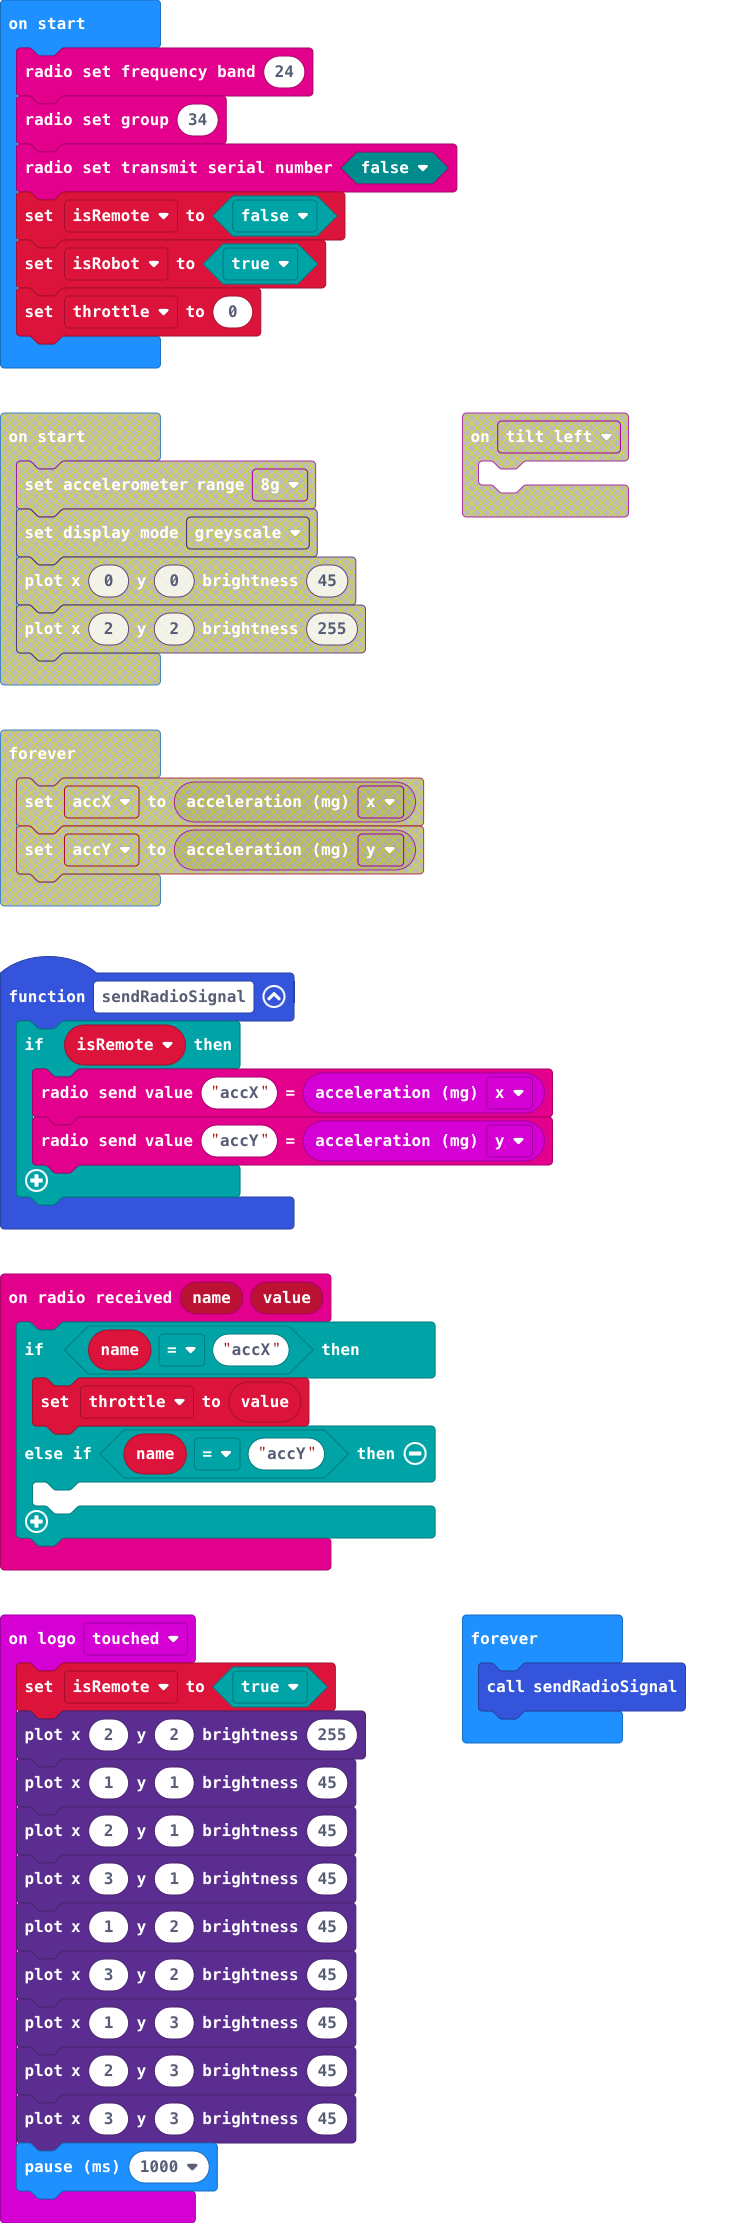 on start
radio set frequency band 24
radio set group 34
radio set transmit serial number false
set isRemote to false
set isRobot to true
set throttle to 0
on start
set accelerometer range 8g
set display mode greyscale
plot x 0 y 0 brightness 45
plot x 2 y 2 brightness 255
on tilt left
forever
set accX to acceleration (mg) x
set accY to acceleration (mg) y
function sendRadioSignal
if isRemote then
radio send value "accX" = acceleration (mg) x
radio send value "accY" = acceleration (mg) y
on radio received name value
if name = "accX" then
set throttle to value
else if name = "accY" then
on logo touched
set isRemote to true
plot x 2 y 2 brightness 255
plot x 1 y 1 brightness 45
plot x 2 y 1 brightness 45
plot x 3 y 1 brightness 45
plot x 1 y 2 brightness 45
plot x 3 y 2 brightness 45
plot x 1 y 3 brightness 45
plot x 2 y 3 brightness 45
plot x 3 y 3 brightness 45
pause (ms) 1000
forever
call sendRadioSignal